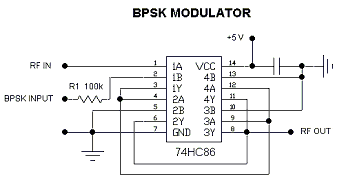 BPSK MODULATOR
+5 V
RF IN 1 1A VCC 14
R1 100k 2 1B 4B 13
3 1Y 4A 12
BPSK INPUT 4 2A 4Y 11
5 2B 3B 10
6 2Y 3A 9
7 GND 3Y 8 RF OUT
74HC86